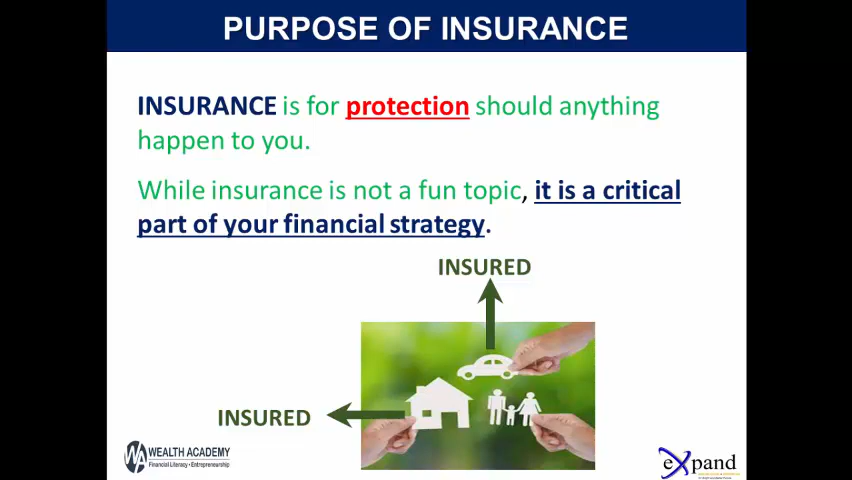 PURPOSE OF INSURANCE
INSURANCE is for protection should anything
happen to you.
While insurance is not a fun topic, it is a critical
part of your financial strategy.
INSURED
INSURED
WA WEALTH ACADEMY
Financial Literacy • Entrepreneurship
eXpand